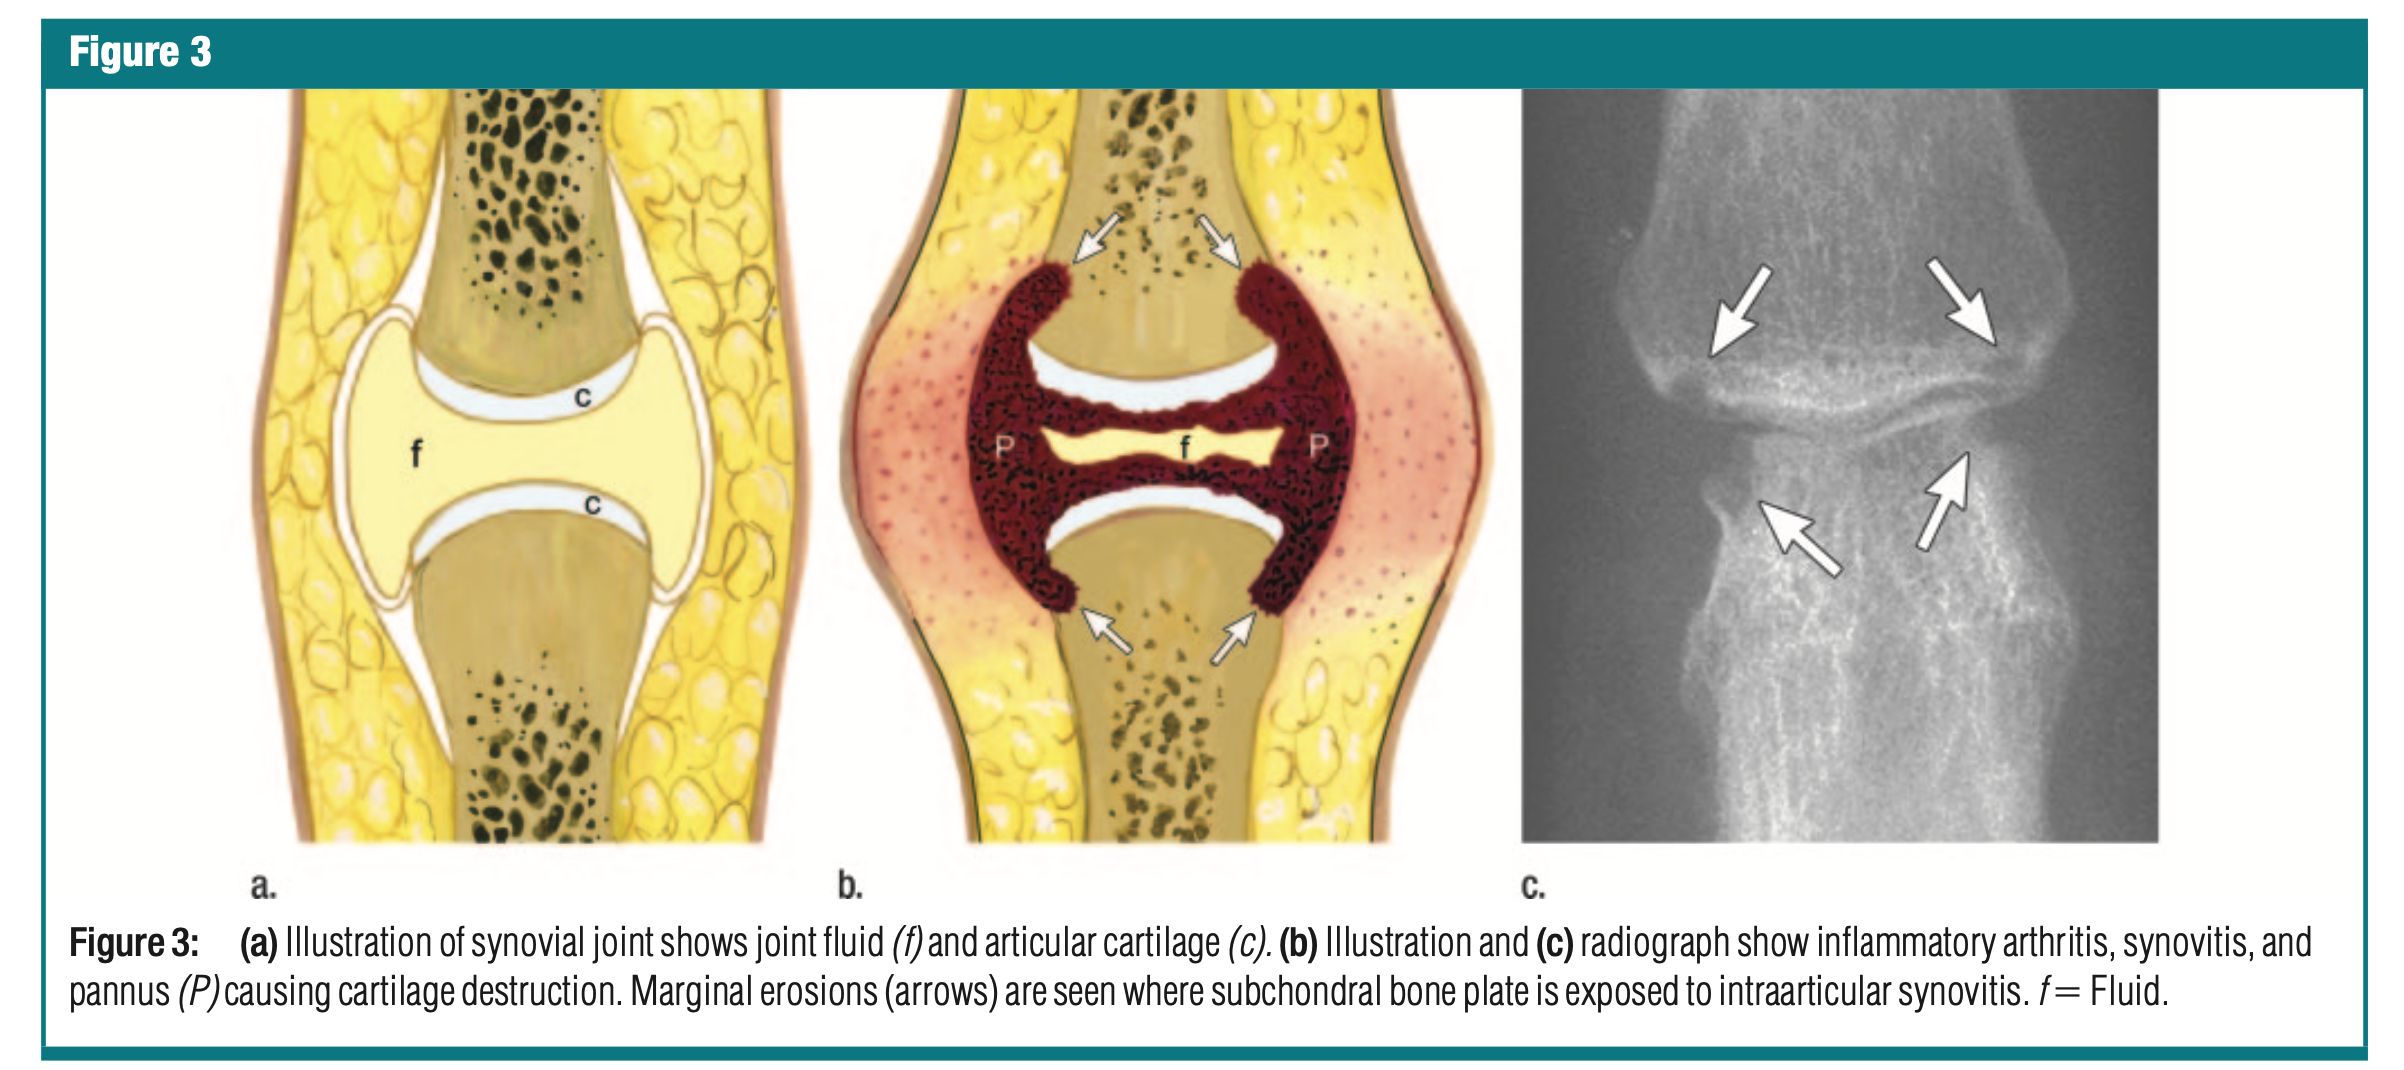 Figure 3
c
f
c
P
f
P
a.
b.
c.
Figure 3: (a) Illustration of synovial joint shows joint fluid (f) and articular cartilage (c). (b) Illustration and (c) radiograph show inflammatory arthritis, synovitis, and
pannus (P) causing cartilage destruction. Marginal erosions (arrows) are seen where subchondral bone plate is exposed to intraarticular synovitis. f = Fluid.